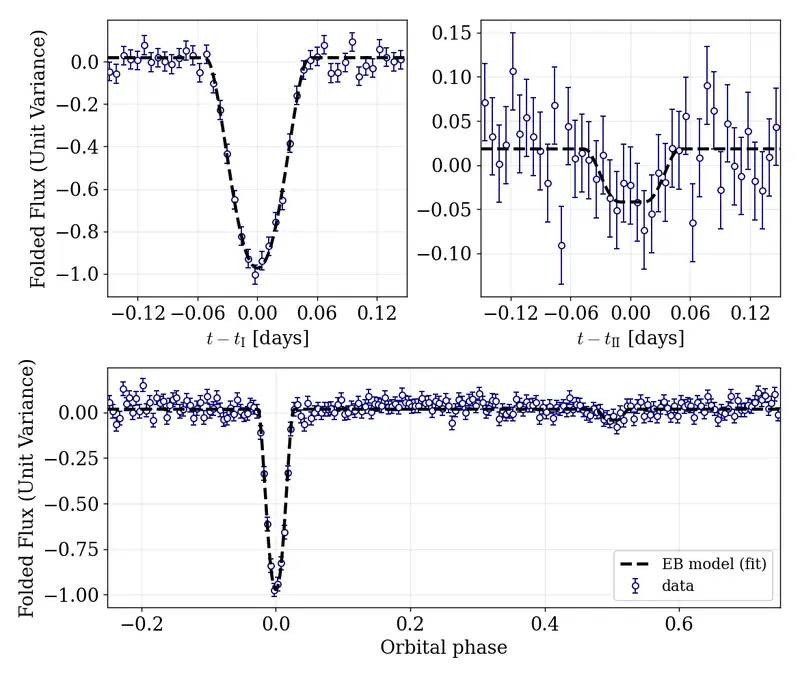 Folded Flux (Unit Variance)
0.0
−0.2
−0.4
−0.6
−0.8
−1.0
−0.12 −0.06 0.00 0.06 0.12
t − tI [days]
0.15
0.10
0.05
0.00
−0.05
−0.10
−0.12 −0.06 0.00 0.06 0.12
t − tII [days]
Folded Flux (Unit Variance)
0.00
−0.25
−0.50
−0.75
−1.00
−0.2 0.0 0.2 0.4 0.6
Orbital phase
EB model (fit)
data